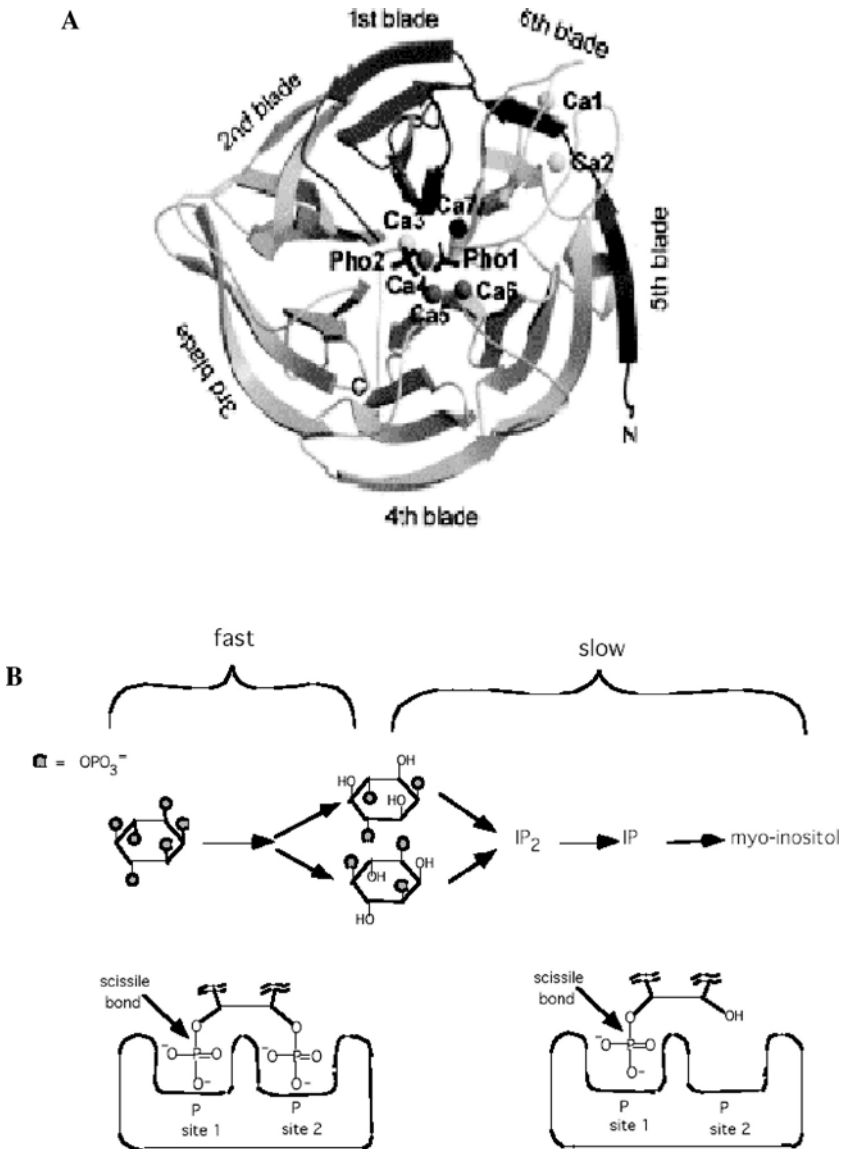 A
1st blade
6th blade
2nd blade
Ca1
Ca2
Ca7
Ca3
Pho2
Pho1
Ca4
Ca6
Ca5
5th blade
3rd blade
C
N
4th blade
fast
slow
B
= OPO3−
OH
HO
HO
OH
OH
OH
HO
IP2
IP
myo-inositol
scissile
bond
O
O
−O
P
O
−O
P
O
O−
O−
P
P
site 1
site 2
scissile
bond
O
OH
−O
P
O
O−
P
P
site 1
site 2